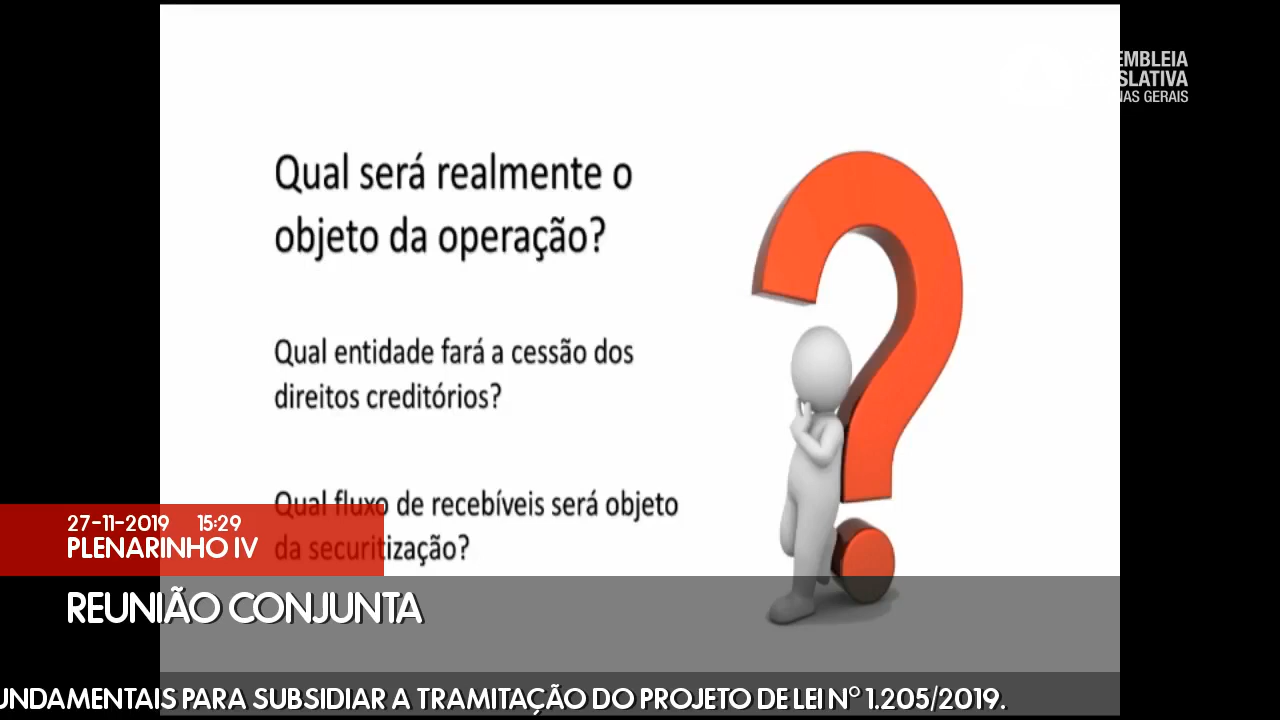 EMBLEIA
SLATIVA
NAS GERAIS
Qual será realmente o
objeto da operação?
Qual entidade fará a cessão dos
direitos creditórios?
Qual fluxo de recebíveis será objeto
da securitização?
27-11-2019 15:29
PLENARINHO IV
REUNIÃO CONJUNTA
UNDAMENTAIS PARA SUBSIDIAR A TRAMITAÇÃO DO PROJETO DE LEI Nº 1.205/2019.